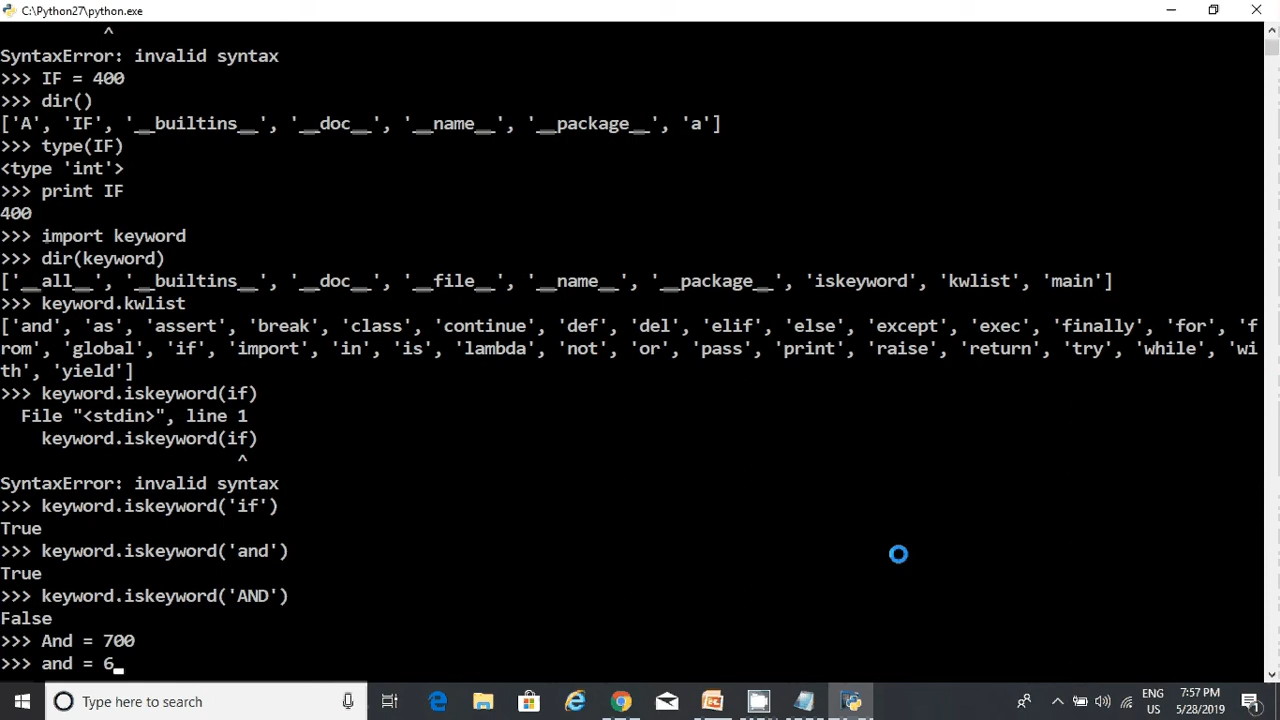 C:\Python27\python.exe
^
SyntaxError: invalid syntax
>>> IF = 400
>>> dir()
['A', 'IF', '__builtins__', '__doc__', '__name__', '__package__', 'a']
>>> type(IF)
<type 'int'>
>>> print IF
400
>>> import keyword
>>> dir(keyword)
['__all__', '__builtins__', '__doc__', '__file__', '__name__', '__package__', 'iskeyword', 'kwlist', 'main']
>>> keyword.kwlist
['and', 'as', 'assert', 'break', 'class', 'continue', 'def', 'del', 'elif', 'else', 'except', 'exec', 'finally', 'for', 'f
rom', 'global', 'if', 'import', 'in', 'is', 'lambda', 'not', 'or', 'pass', 'print', 'raise', 'return', 'try', 'while', 'wi
th', 'yield']
>>> keyword.iskeyword(if)
  File "<stdin>", line 1
    keyword.iskeyword(if)
^
SyntaxError: invalid syntax
>>> keyword.iskeyword('if')
True
>>> keyword.iskeyword('and')
True
>>> keyword.iskeyword('AND')
False
>>> And = 700
>>> and = 6
Type here to search
ENG
US
7:57 PM
5/28/2019
1